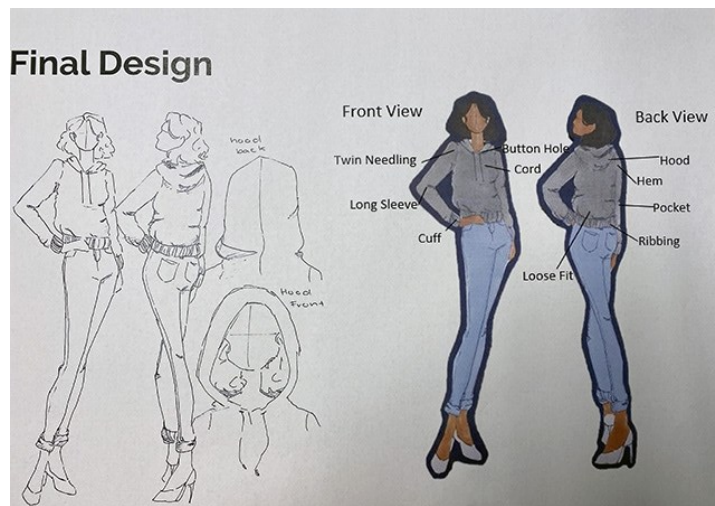 Final Design
hood
back
Hood
Front
Front View
Back View
Twin Needling
Button Hole
Cord
Long Sleeve
Cuff
Hood
Hem
Pocket
Ribbing
Loose Fit